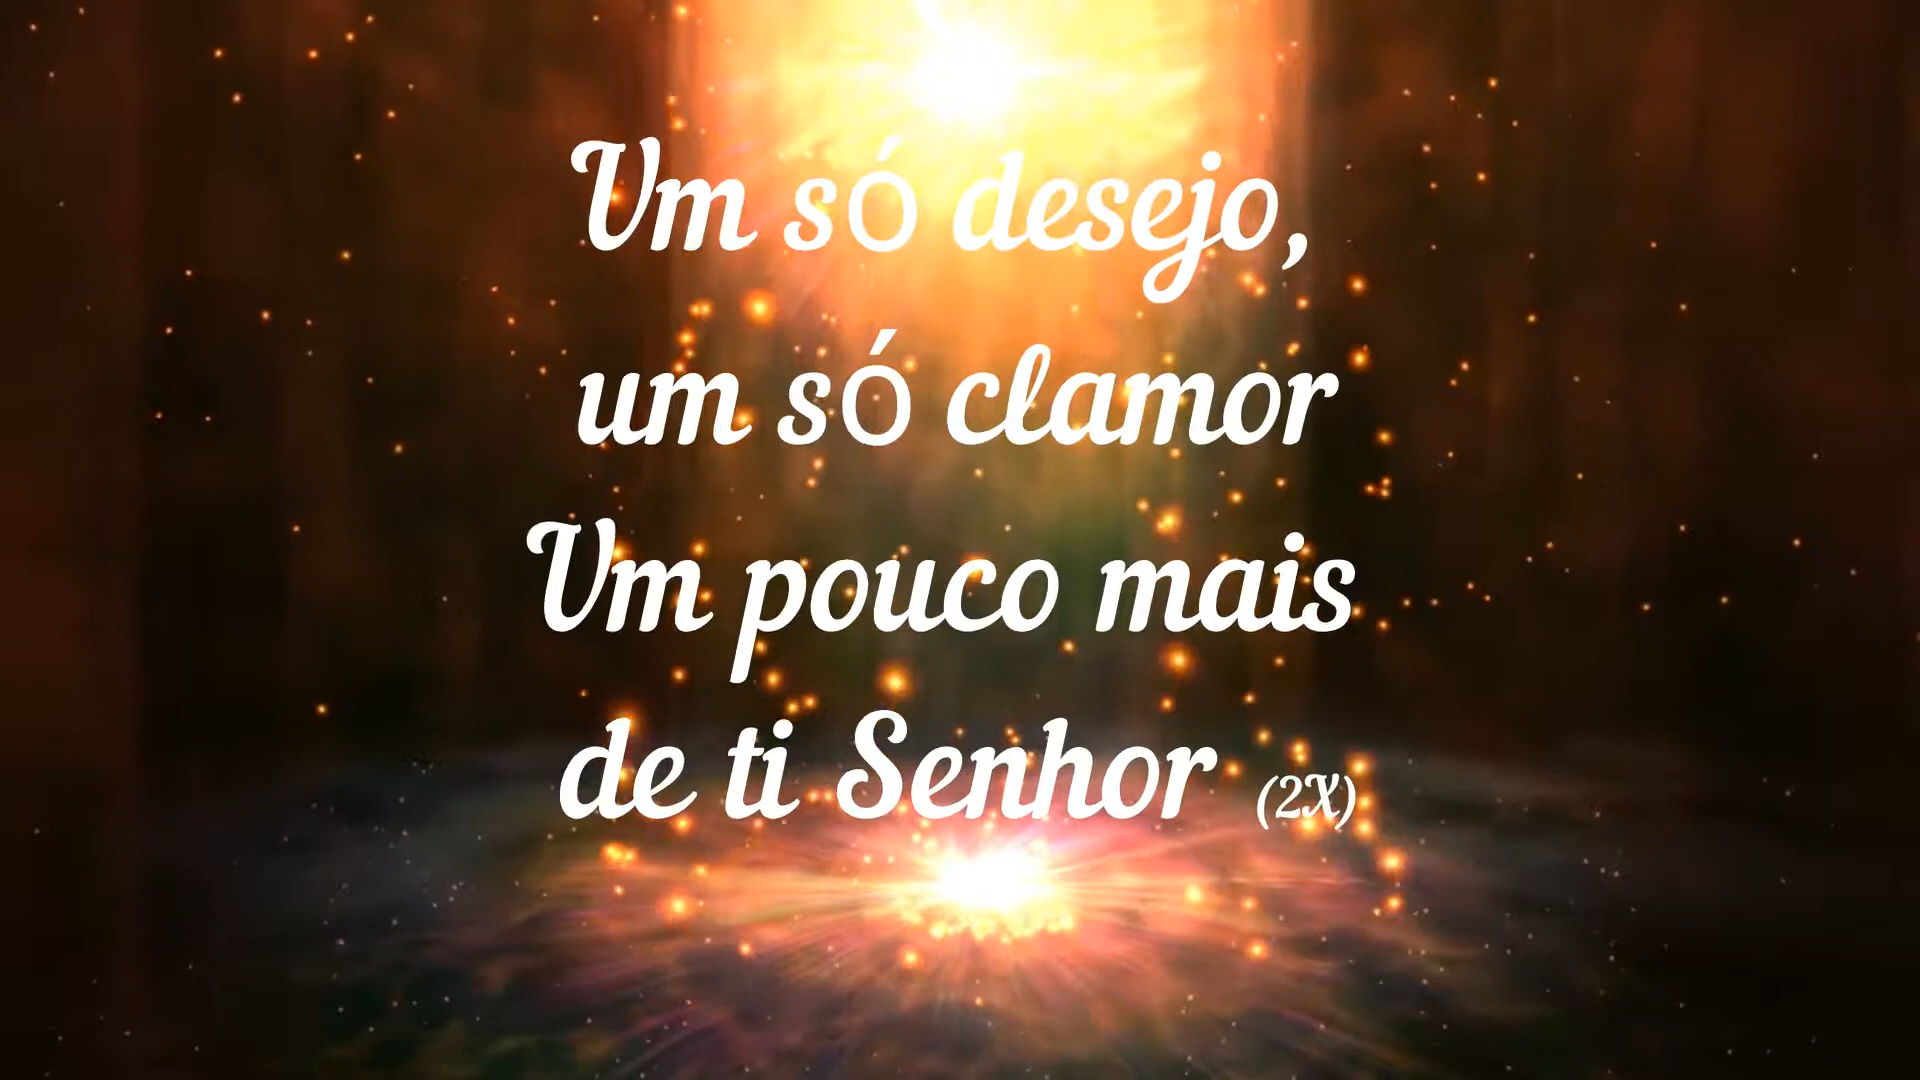 Um só desejo,
um só clamor
Um pouco mais
de ti Senhor (2X)